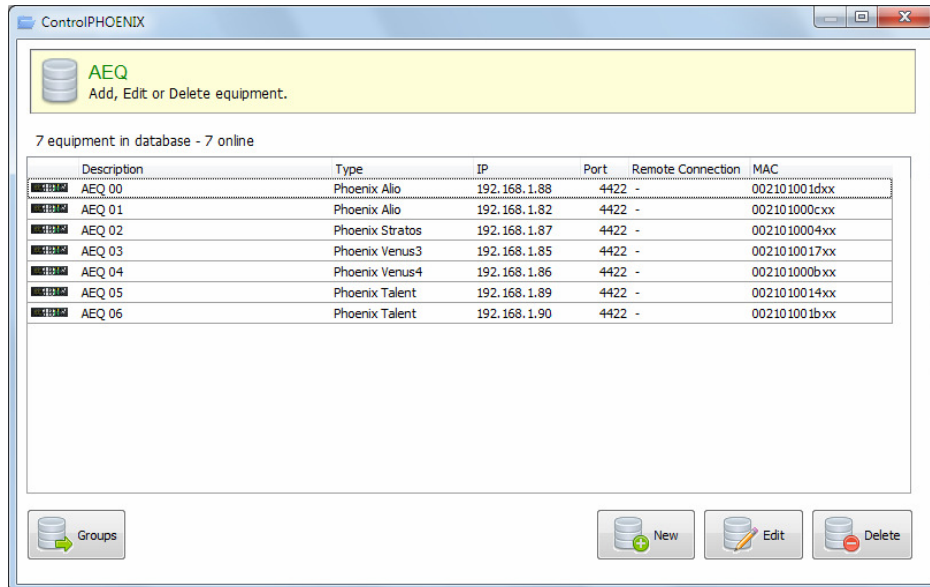 ControlPHOENIX
AEQ
Add, Edit or Delete equipment.
7 equipment in database - 7 online
Description Type IP Port Remote Connection MAC
AEQ 00 Phoenix Alio 192.168.1.88 4422 - 002101001dxx
AEQ 01 Phoenix Alio 192.168.1.82 4422 - 002101000cxx
AEQ 02 Phoenix Stratos 192.168.1.87 4422 - 002101004xx
AEQ 03 Phoenix Venus3 192.168.1.85 4422 - 0021010017xx
AEQ 04 Phoenix Venus4 192.168.1.86 4422 - 002101000bxx
AEQ 05 Phoenix Talent 192.168.1.89 4422 - 0021010014xx
AEQ 06 Phoenix Talent 192.168.1.90 4422 - 002101001bxx
Groups New Edit Delete